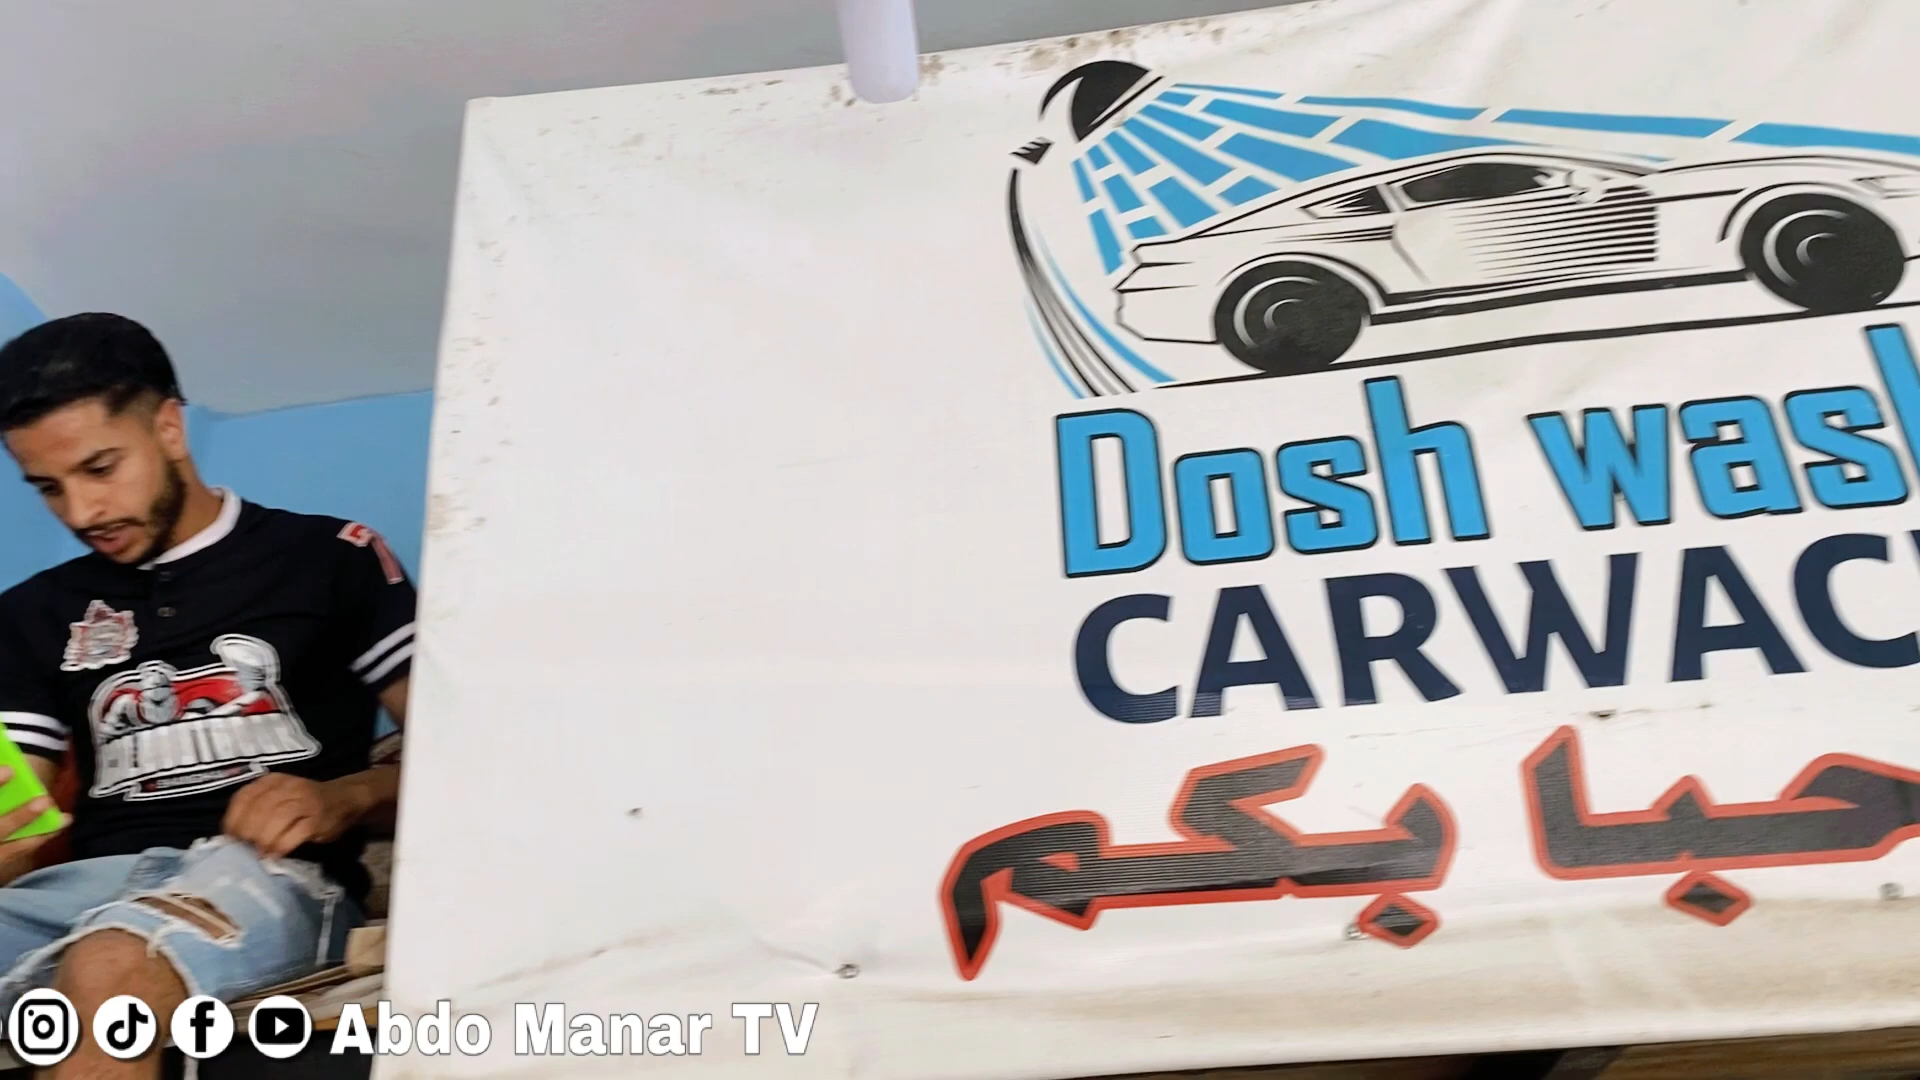 Dosh wash
CARWAC
حبا بكم
Abdo Manar TV